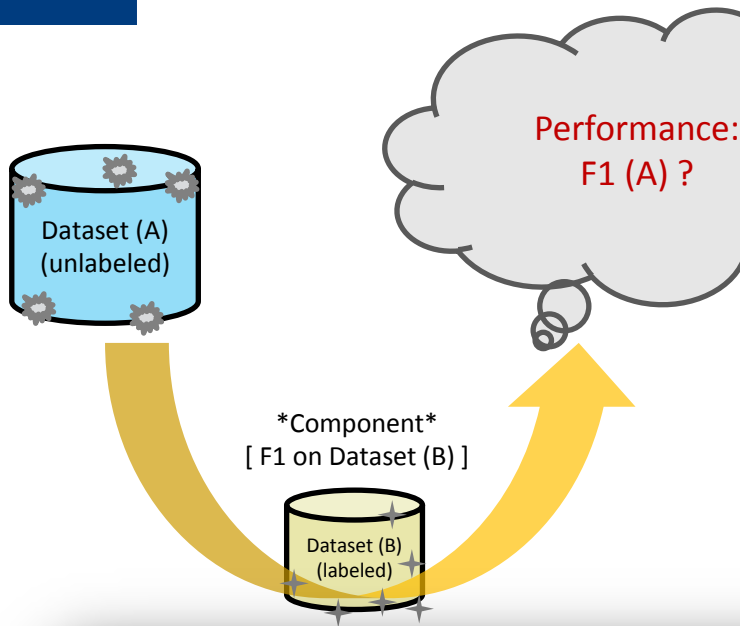 Performance:
F1 (A) ?
Dataset (A)
(unlabeled)
*Component*
[ F1 on Dataset (B) ]
Dataset (B)
(labeled)